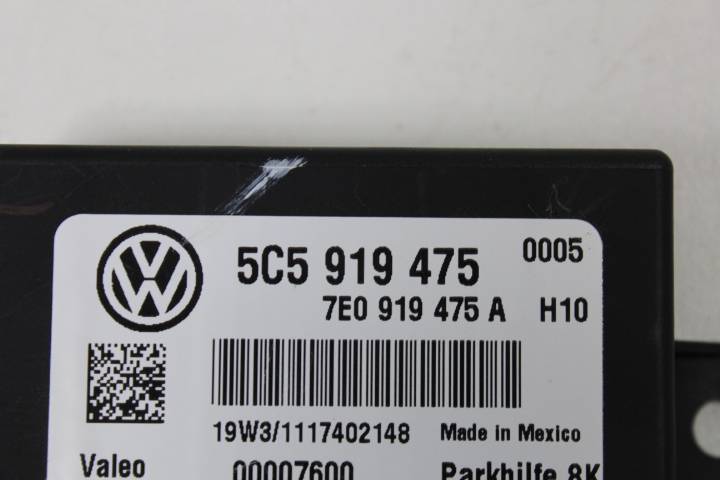 5C5 919 475 0005
7E0 919 475 A H10
19W3/1117402148 Made in Mexico
Valeo 00007600 Parkhilfe 8K